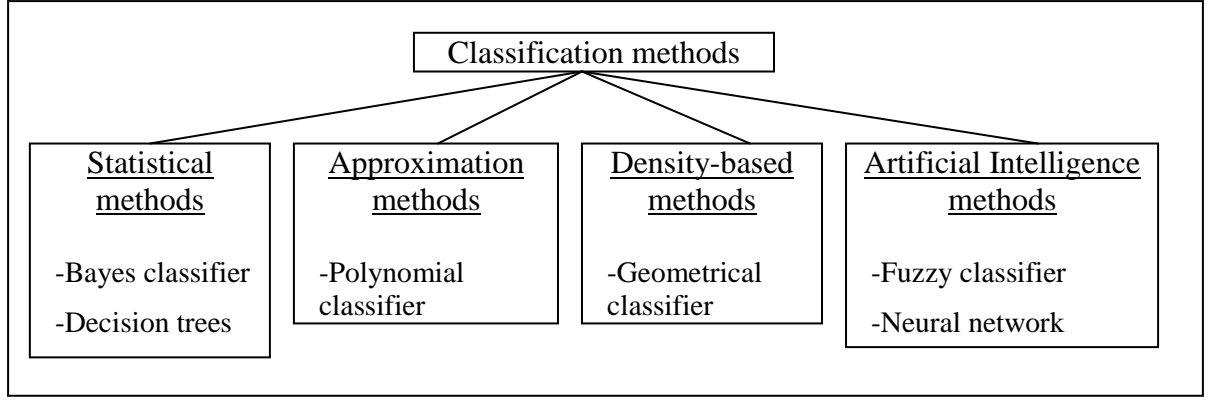 Classification methods
Statistical
methods
-Bayes classifier
-Decision trees
Approximation
methods
-Polynomial
classifier
Density-based
methods
-Geometrical
classifier
Artificial Intelligence
methods
-Fuzzy classifier
-Neural network